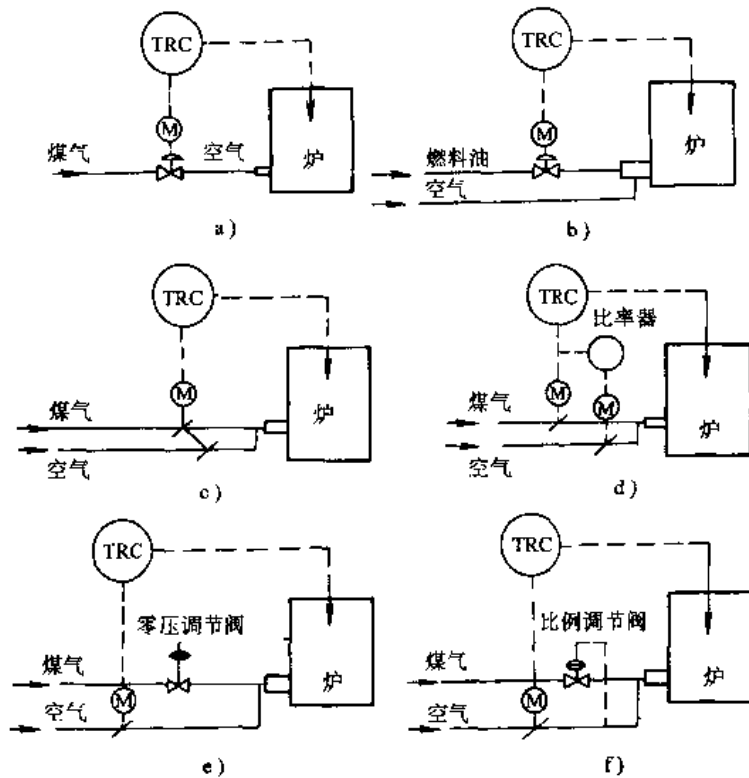 TRC
M
煤气
空气
炉
a)
TRC
M
燃料油
空气
炉
b)
TRC
M
煤气
空气
炉
c)
TRC
比率器
M
M
煤气
空气
炉
d)
TRC
零压调节阀
煤气
M
空气
炉
e)
TRC
比例调节阀
煤气
M
空气
炉
f)